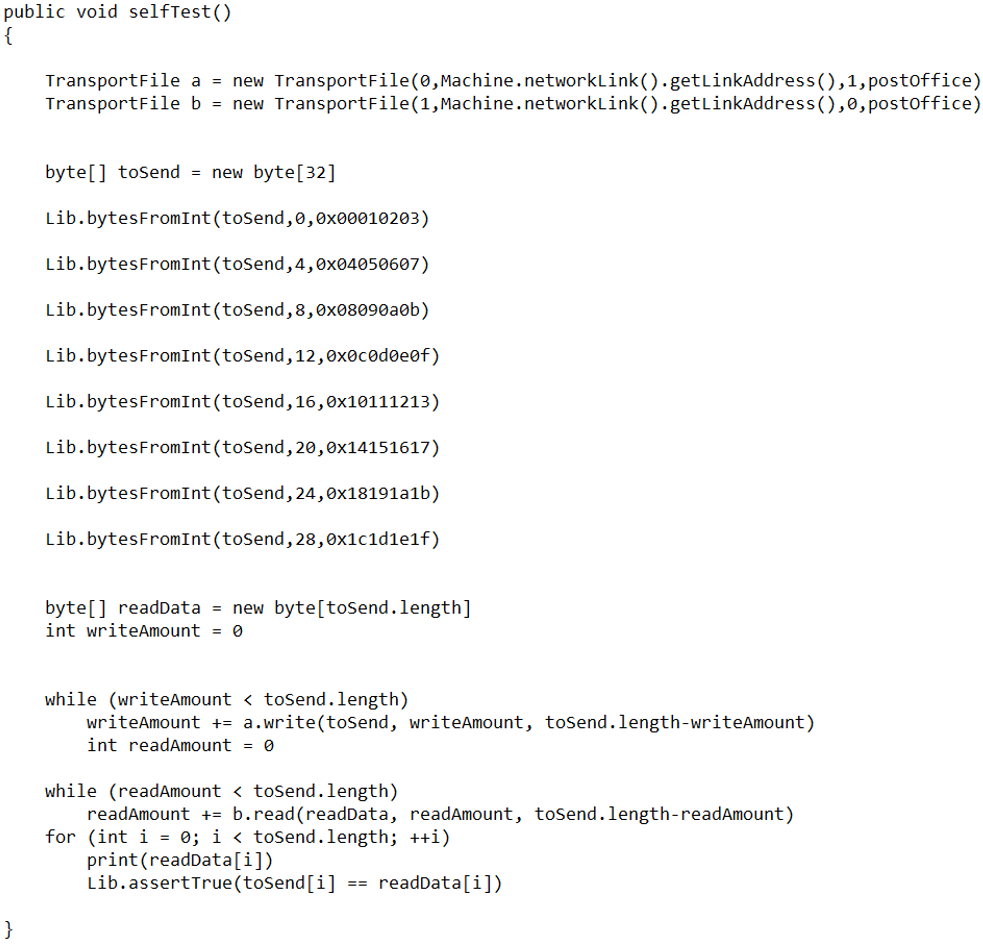 public void selfTest()
{
    TransportFile a = new TransportFile(0,Machine.networkLink().getLinkAddress(),1,postOffice)
    TransportFile b = new TransportFile(1,Machine.networkLink().getLinkAddress(),0,postOffice)
    byte[] toSend = new byte[32]
    Lib.bytesFromInt(toSend,0,0x00010203)
    Lib.bytesFromInt(toSend,4,0x04050607)
    Lib.bytesFromInt(toSend,8,0x08090a0b)
    Lib.bytesFromInt(toSend,12,0x0c0d0e0f)
    Lib.bytesFromInt(toSend,16,0x10111213)
    Lib.bytesFromInt(toSend,20,0x14151617)
    Lib.bytesFromInt(toSend,24,0x18191a1b)
    Lib.bytesFromInt(toSend,28,0x1c1d1e1f)
    byte[] readData = new byte[toSend.length]
    int writeAmount = 0
    while (writeAmount < toSend.length)
        writeAmount += a.write(toSend, writeAmount, toSend.length-writeAmount)
        int readAmount = 0
    while (readAmount < toSend.length)
        readAmount += b.read(readData, readAmount, toSend.length-readAmount)
    for (int i = 0; i < toSend.length; ++i)
        print(readData[i])
        Lib.assertTrue(toSend[i] == readData[i])
}